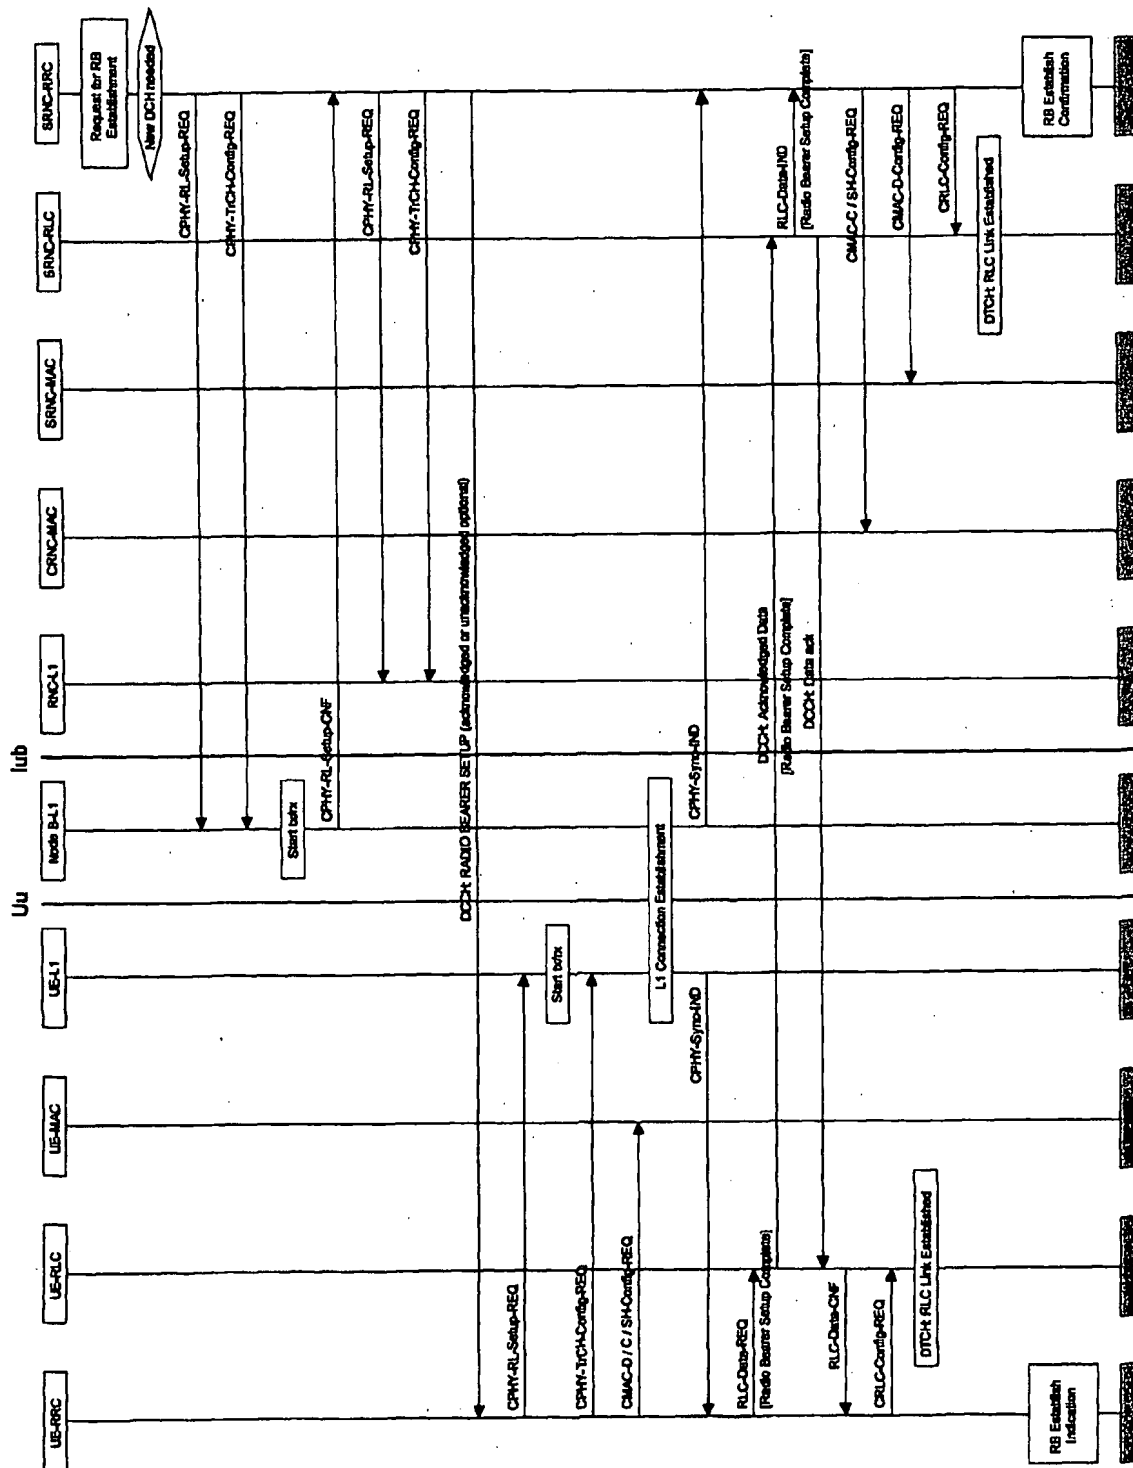 Uu
Iub
UE-RRC
UE-RLC
UE-MAC
UE-L1
Node B-L1
RNC-L1
CRNC-MAC
SRNC-MAC
SRNC-RLC
SRNC-RRC
Request for RB
Establishment
New DCH needed
CPHY-RL-Setup-REQ
CPHY-TrCH-Config-REQ
Start tx/rx
CPHY-RL-Setup-CNF
CPHY-RL-Setup-REQ
CPHY-TrCH-Config-REQ
DCCH: RADIO BEARER SETUP (acknowledged or unacknowledged optional)
CPHY-RL-Setup-REQ
Start tx/rx
CPHY-TrCH-Config-REQ
CMAC-D / C / SH-Config-REQ
L1 Connection Establishment
CPHY-Sync-IND
CPHY-Sync-IND
RLC-Data-REQ
[Radio Bearer Setup Complete]
DCCH: Acknowledged Data
[Radio Bearer Setup Complete]
RLC-Data-IND
[Radio Bearer Setup Complete]
DCCH: Data ack
RLC-Data-CNF
CMAC-C / SH-Config-REQ
CRLC-Config-REQ
CMAC-D-Config-REQ
CRLC-Config-REQ
DTCH: RLC Link Established
DTCH: RLC Link Established
RB Establish
Indication
RB Establish
Confirmation